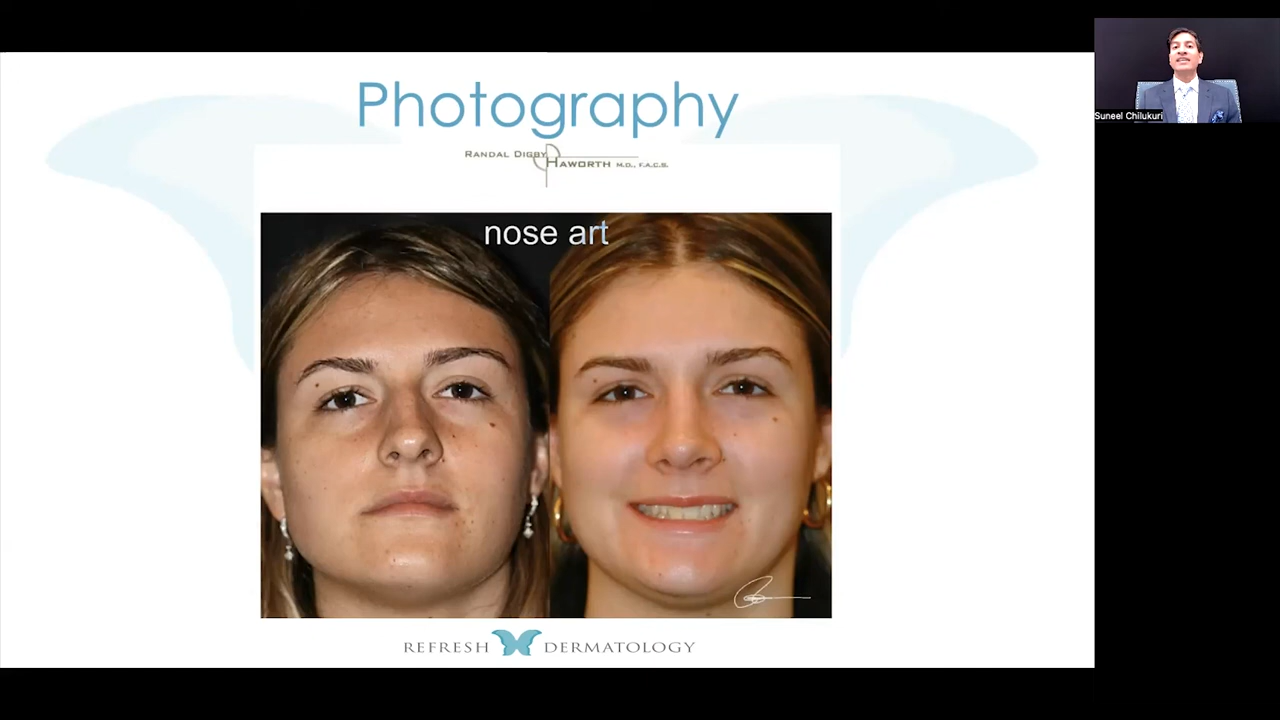 Photography
RANDAL DIGBY
HAWORTH M.D., F.A.C.S.
nose art
REFRESH DERMATOLOGY
Suneel Chilukuri